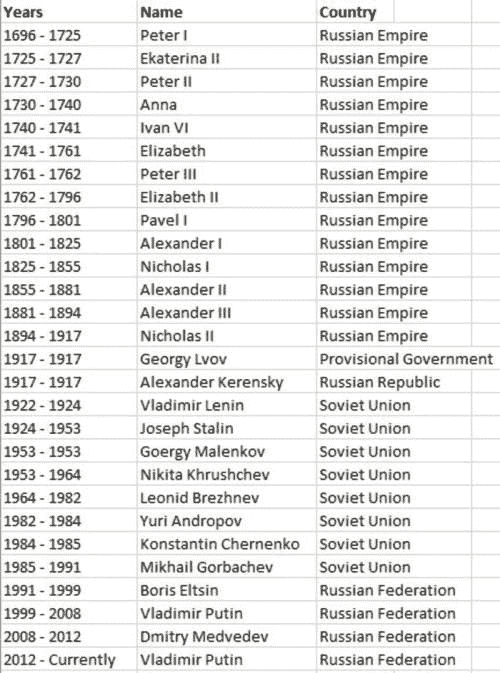 Years Name Country
1696 - 1725 Peter I Russian Empire
1725 - 1727 Ekaterina II Russian Empire
1727 - 1730 Peter II Russian Empire
1730 - 1740 Anna Russian Empire
1740 - 1741 Ivan VI Russian Empire
1741 - 1761 Elizabeth Russian Empire
1761 - 1762 Peter III Russian Empire
1762 - 1796 Elizabeth II Russian Empire
1796 - 1801 Pavel I Russian Empire
1801 - 1825 Alexander I Russian Empire
1825 - 1855 Nicholas I Russian Empire
1855 - 1881 Alexander II Russian Empire
1881 - 1894 Alexander III Russian Empire
1894 - 1917 Nicholas II Russian Empire
1917 - 1917 Georgy Lvov Provisional Government
1917 - 1917 Alexander Kerensky Russian Republic
1922 - 1924 Vladimir Lenin Soviet Union
1924 - 1953 Joseph Stalin Soviet Union
1953 - 1953 Goergy Malenkov Soviet Union
1953 - 1964 Nikita Khrushchev Soviet Union
1964 - 1982 Leonid Brezhnev Soviet Union
1982 - 1984 Yuri Andropov Soviet Union
1984 - 1985 Konstantin Chernenko Soviet Union
1985 - 1991 Mikhail Gorbachev Soviet Union
1991 - 1999 Boris Eltsin Russian Federation
1999 - 2008 Vladimir Putin Russian Federation
2008 - 2012 Dmitry Medvedev Russian Federation
2012 - Currently Vladimir Putin Russian Federation